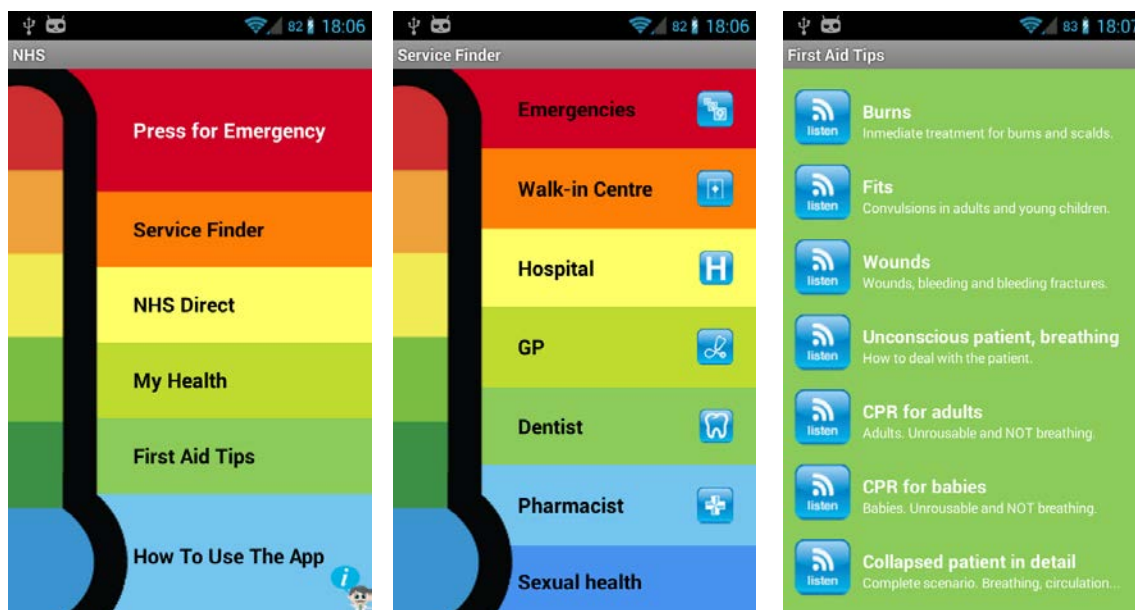 82 18:06
NHS
Press for Emergency
Service Finder
NHS Direct
My Health
First Aid Tips
How To Use The App
i
82 18:06
Service Finder
Emergencies
Walk-in Centre
Hospital
H
GP
Dentist
Pharmacist
Sexual health
83 18:07
First Aid Tips
listen
Burns
Inmediate treatment for burns and scalds.
listen
Fits
Convulsions in adults and young children.
listen
Wounds
Wounds, bleeding and bleeding fractures.
listen
Unconscious patient, breathing
How to deal with the patient.
listen
CPR for adults
Adults. Unrousable and NOT breathing.
listen
CPR for babies
Babies. Unrousable and NOT breathing.
listen
Collapsed patient in detail
Complete scenario. Breathing, circulation...